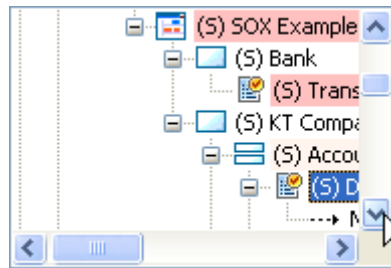 (S) SOX Example
(S) Bank
(S) Trans
(S) KT Compa
(S) Accou
(S) D